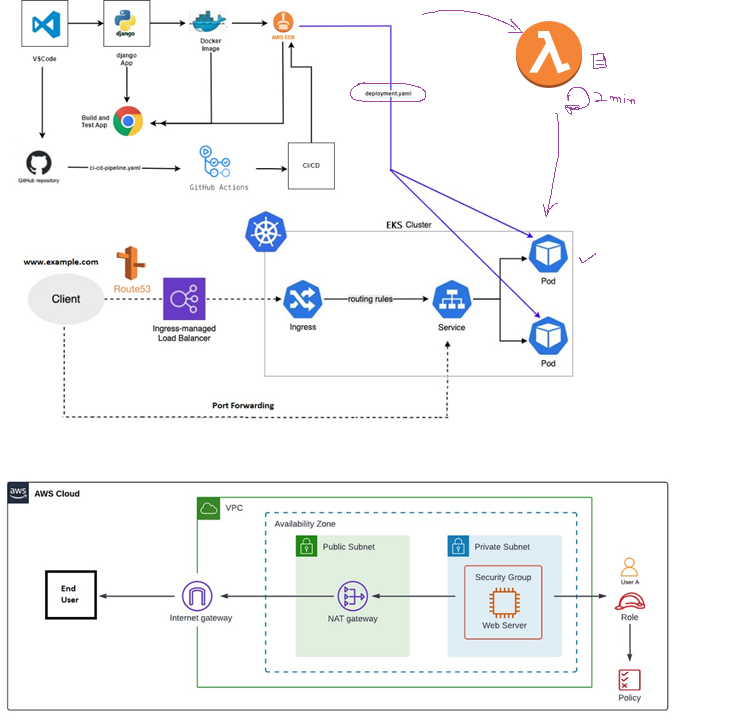 VSCode
django
django
App
Docker
Image
AWS ECR
deployment.yaml
2 min
Build and
Test App
GitHub repository
ci-cd-pipeline.yaml
GitHub Actions
CI/CD
EKS Cluster
www.example.com
Route53
Client
Ingress-managed
Load Balancer
Ingress
routing rules
Service
Pod
Pod
Port Forwarding
aws
AWS Cloud
VPC
Availability Zone
Public Subnet
Private Subnet
Security Group
Web Server
End
User
Internet gateway
NAT gateway
User A
Role
Policy